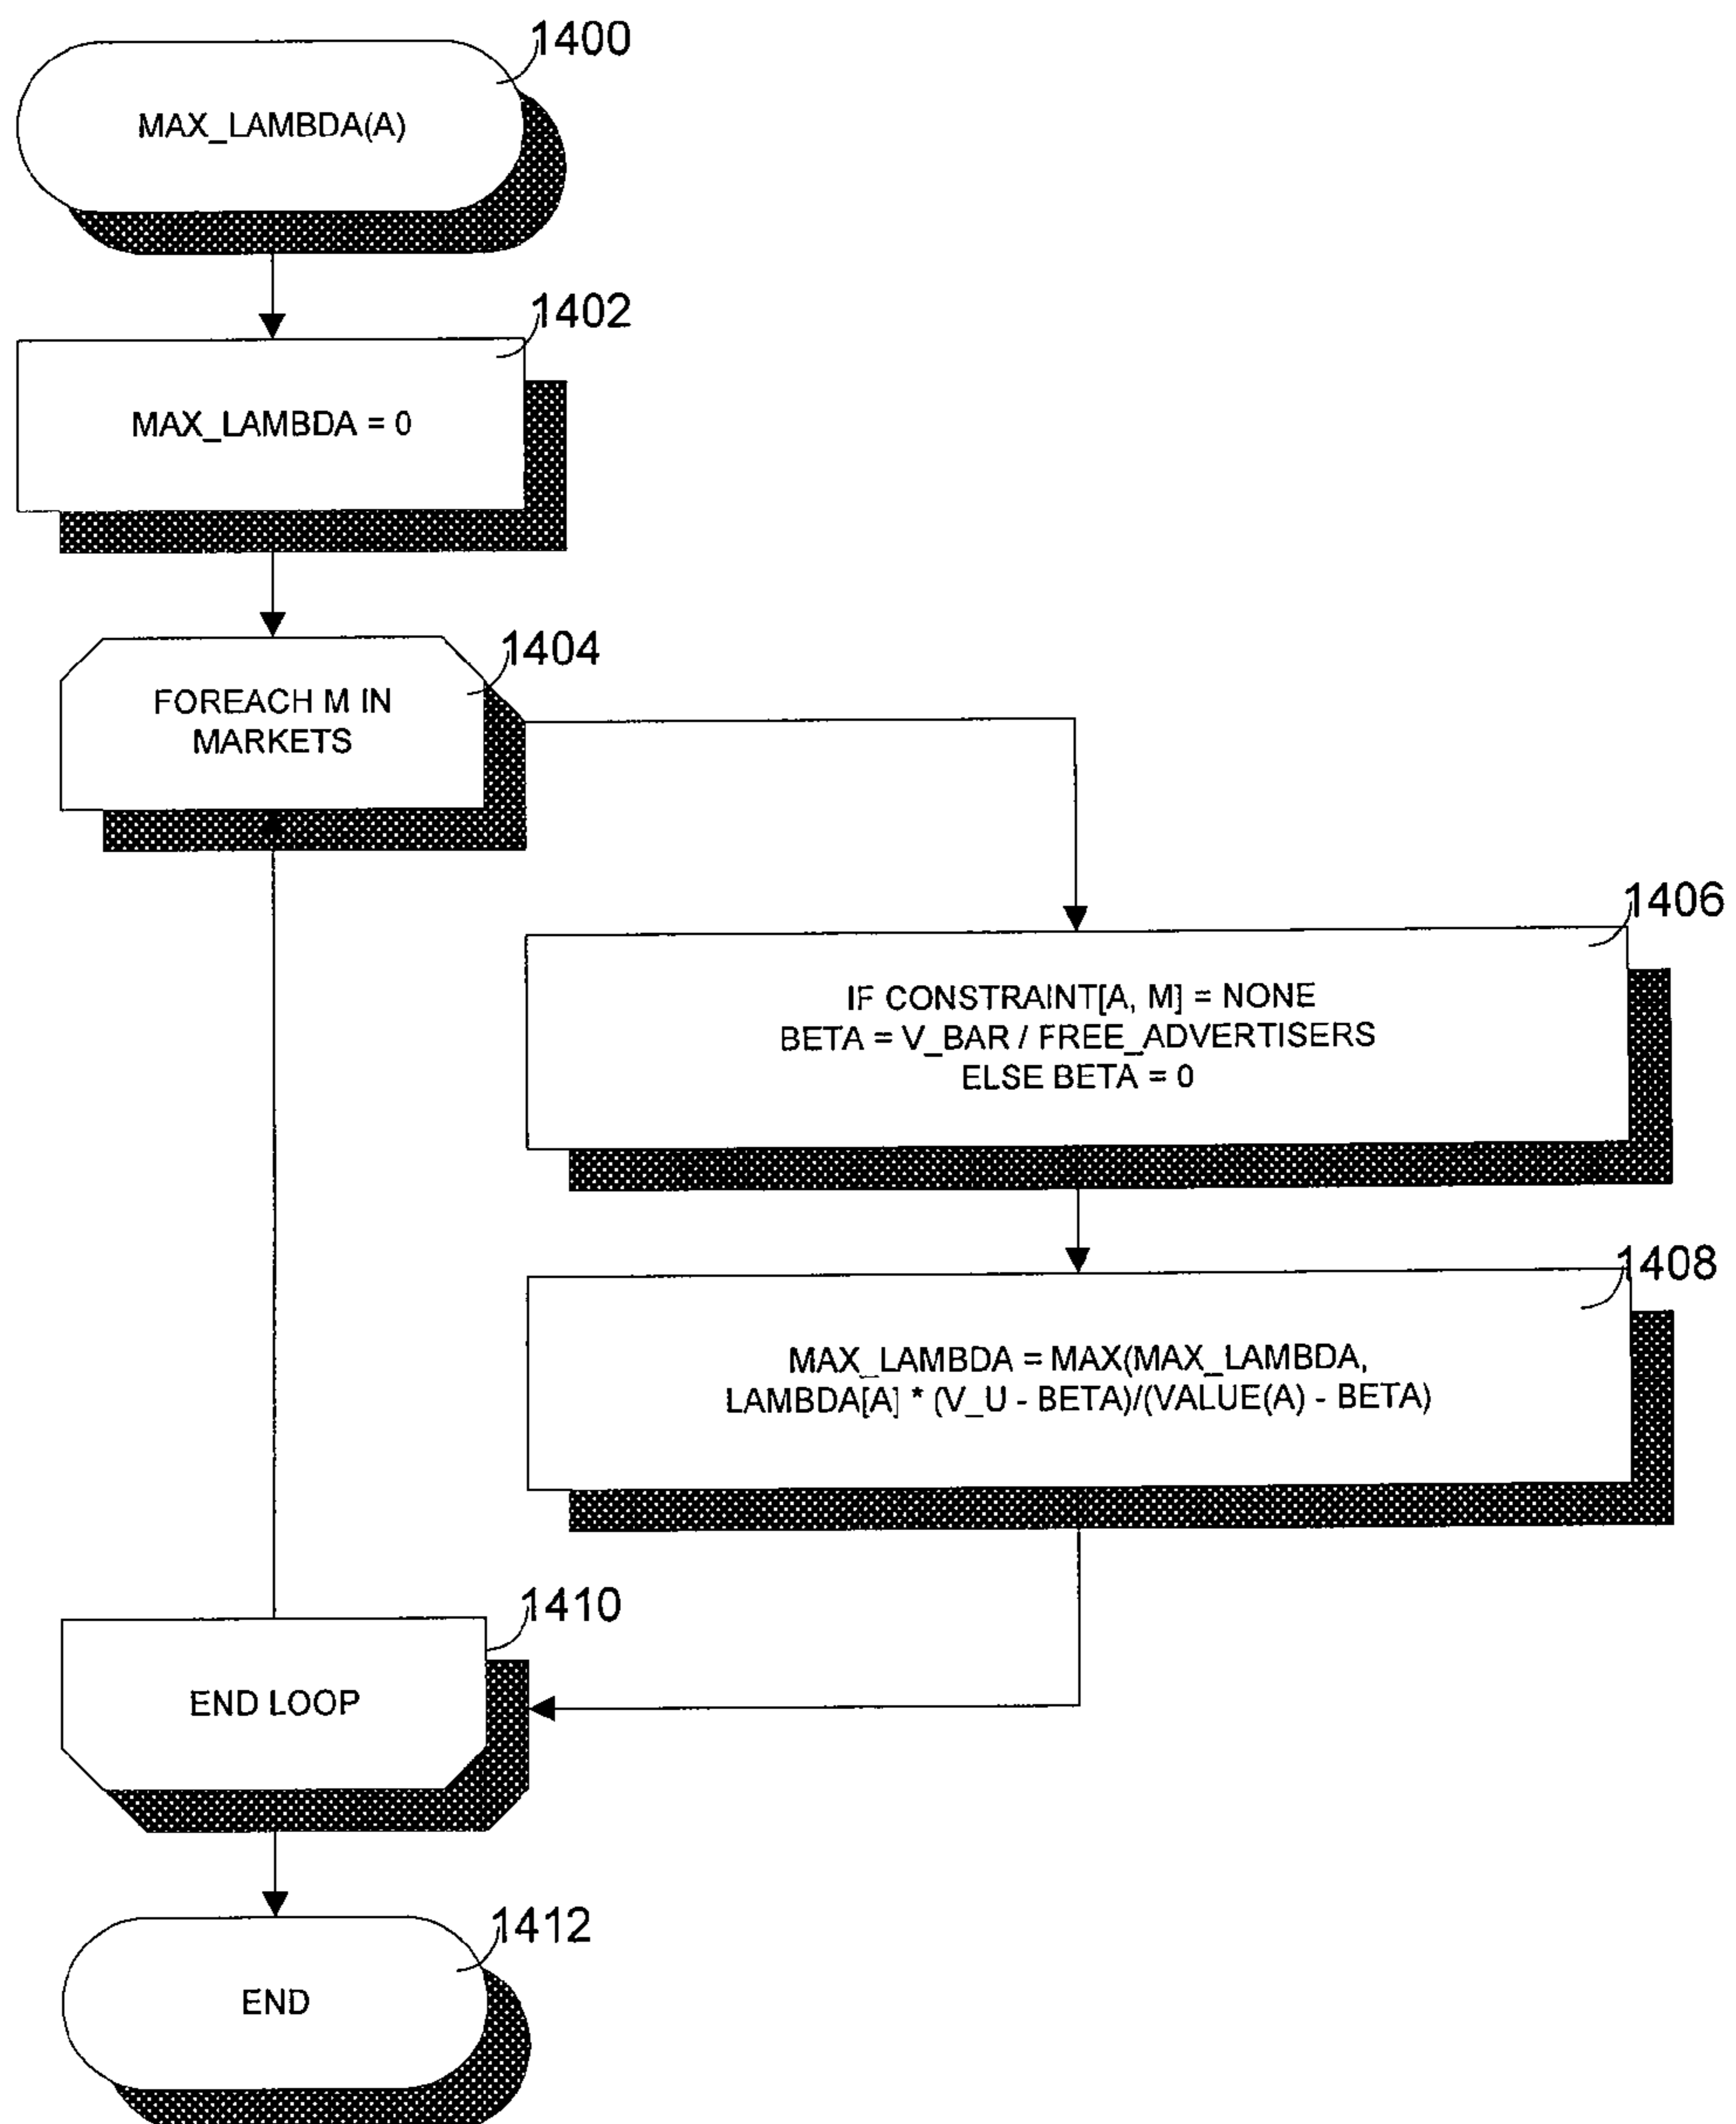 1400
MAX_LAMBDA(A)
1402
MAX_LAMBDA = 0
1404
FOREACH M IN
MARKETS
1406
IF CONSTRAINT[A, M] = NONE
BETA = V_BAR / FREE_ADVERTISERS
ELSE BETA = 0
1408
MAX_LAMBDA = MAX(MAX_LAMBDA,
LAMBDA[A] * (V_U - BETA)/(VALUE(A) - BETA)
1410
END LOOP
1412
END